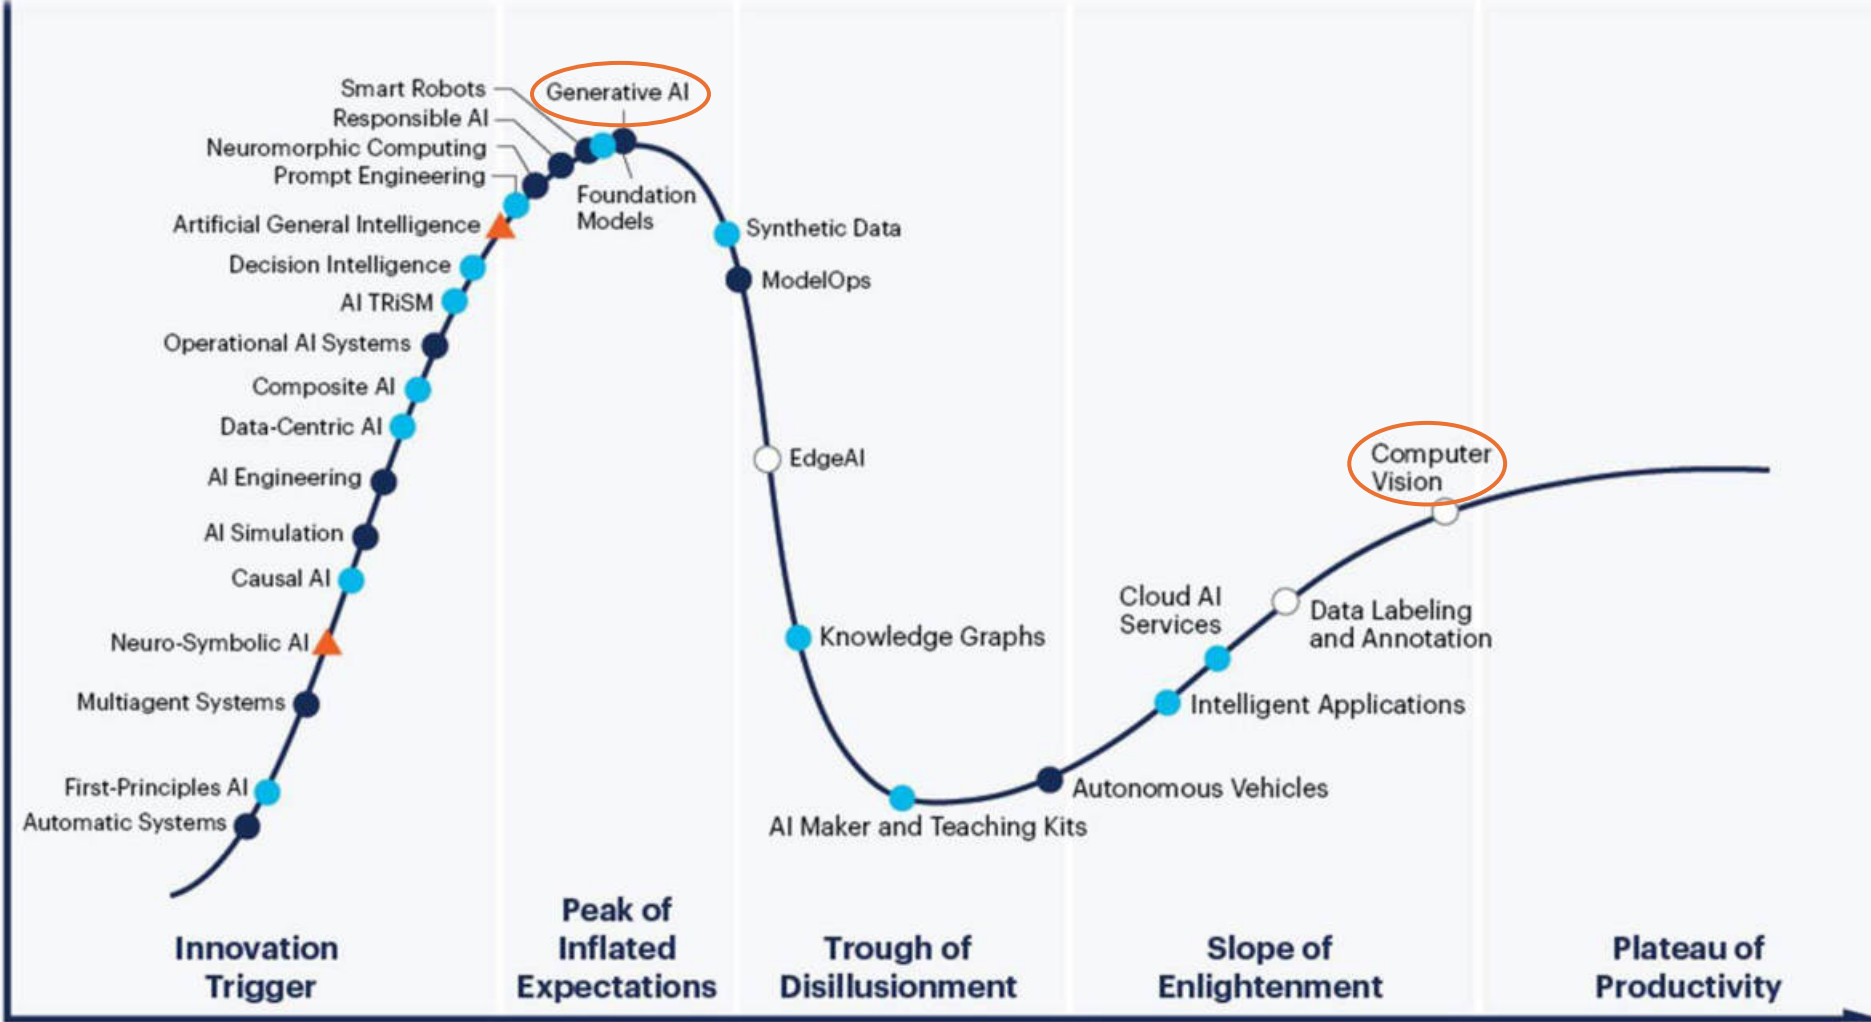 Smart Robots
Generative AI
Responsible AI
Neuromorphic Computing
Prompt Engineering
Foundation
Models
Artificial General Intelligence
Synthetic Data
Decision Intelligence
ModelOps
AI TRiSM
Operational AI Systems
Composite AI
Data-Centric AI
EdgeAI
Computer
Vision
AI Engineering
AI Simulation
Causal AI
Cloud AI
Services
Data Labeling
and Annotation
Neuro-Symbolic AI
Knowledge Graphs
Multiagent Systems
Intelligent Applications
First-Principles AI
Autonomous Vehicles
Automatic Systems
AI Maker and Teaching Kits
Innovation
Trigger
Peak of
Inflated
Expectations
Trough of
Disillusionment
Slope of
Enlightenment
Plateau of
Productivity